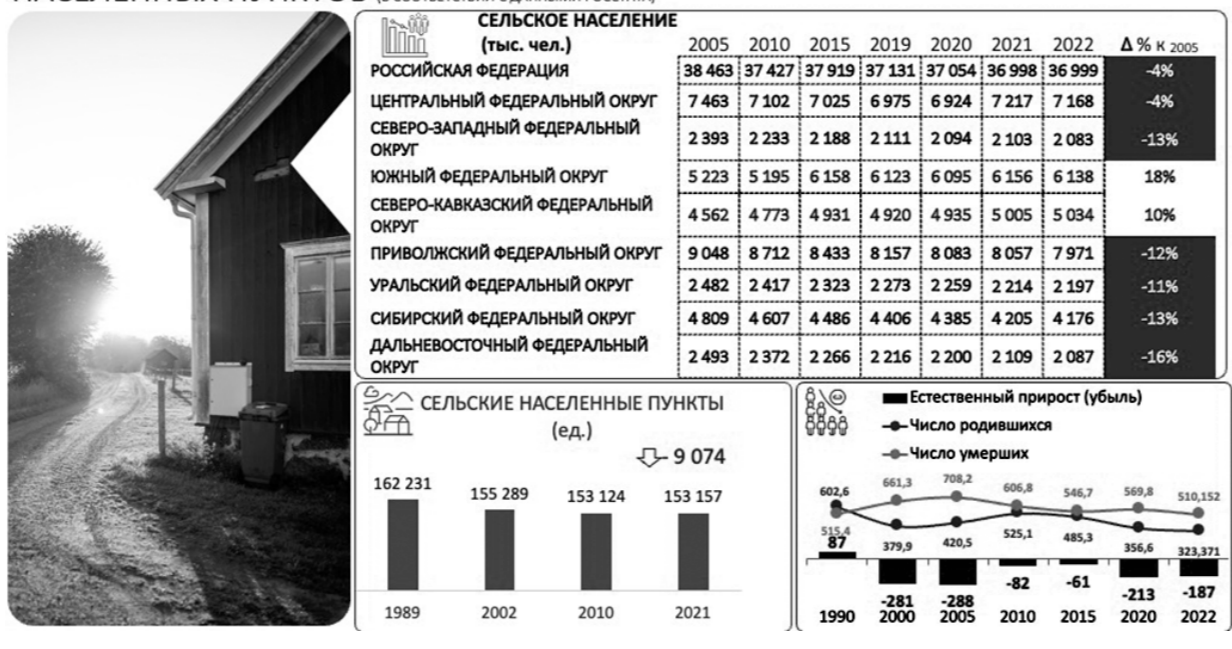 СЕЛЬСКОЕ НАСЕЛЕНИЕ
(тыс. чел.) 2005 2010 2015 2019 2020 2021 2022 Δ % к 2005
РОССИЙСКАЯ ФЕДЕРАЦИЯ 38 463 37 427 37 919 37 131 37 054 36 998 36 999 -4%
ЦЕНТРАЛЬНЫЙ ФЕДЕРАЛЬНЫЙ ОКРУГ 7 463 7 102 7 025 6 975 6 924 7 217 7 168 -4%
СЕВЕРО-ЗАПАДНЫЙ ФЕДЕРАЛЬНЫЙ
ОКРУГ 2 393 2 233 2 188 2 111 2 094 2 103 2 083 -13%
ЮЖНЫЙ ФЕДЕРАЛЬНЫЙ ОКРУГ 5 223 5 195 6 158 6 123 6 095 6 156 6 138 18%
СЕВЕРО-КАВКАЗСКИЙ ФЕДЕРАЛЬНЫЙ
ОКРУГ 4 562 4 773 4 931 4 920 4 935 5 005 5 034 10%
ПРИВОЛЖСКИЙ ФЕДЕРАЛЬНЫЙ ОКРУГ 9 048 8 712 8 433 8 157 8 083 8 057 7 971 -12%
УРАЛЬСКИЙ ФЕДЕРАЛЬНЫЙ ОКРУГ 2 482 2 417 2 323 2 273 2 259 2 214 2 197 -11%
СИБИРСКИЙ ФЕДЕРАЛЬНЫЙ ОКРУГ 4 809 4 607 4 486 4 406 4 385 4 205 4 176 -13%
ДАЛЬНЕВОСТОЧНЫЙ ФЕДЕРАЛЬНЫЙ
ОКРУГ 2 493 2 372 2 266 2 216 2 200 2 109 2 087 -16%
СЕЛЬСКИЕ НАСЕЛЕННЫЕ ПУНКТЫ
(ед.)
- 9 074
162 231 155 289 153 124 153 157
1989 2002 2010 2021
Естественный прирост (убыль)
Число родившихся
Число умерших
602,6 661,3 708,2 606,8 546,7 569,8 510,152
515,4 379,9 420,5 525,1 485,3 356,6 323,371
87 -281 -288 -82 -61 -213 -187
1990 2000 2005 2010 2015 2020 2022